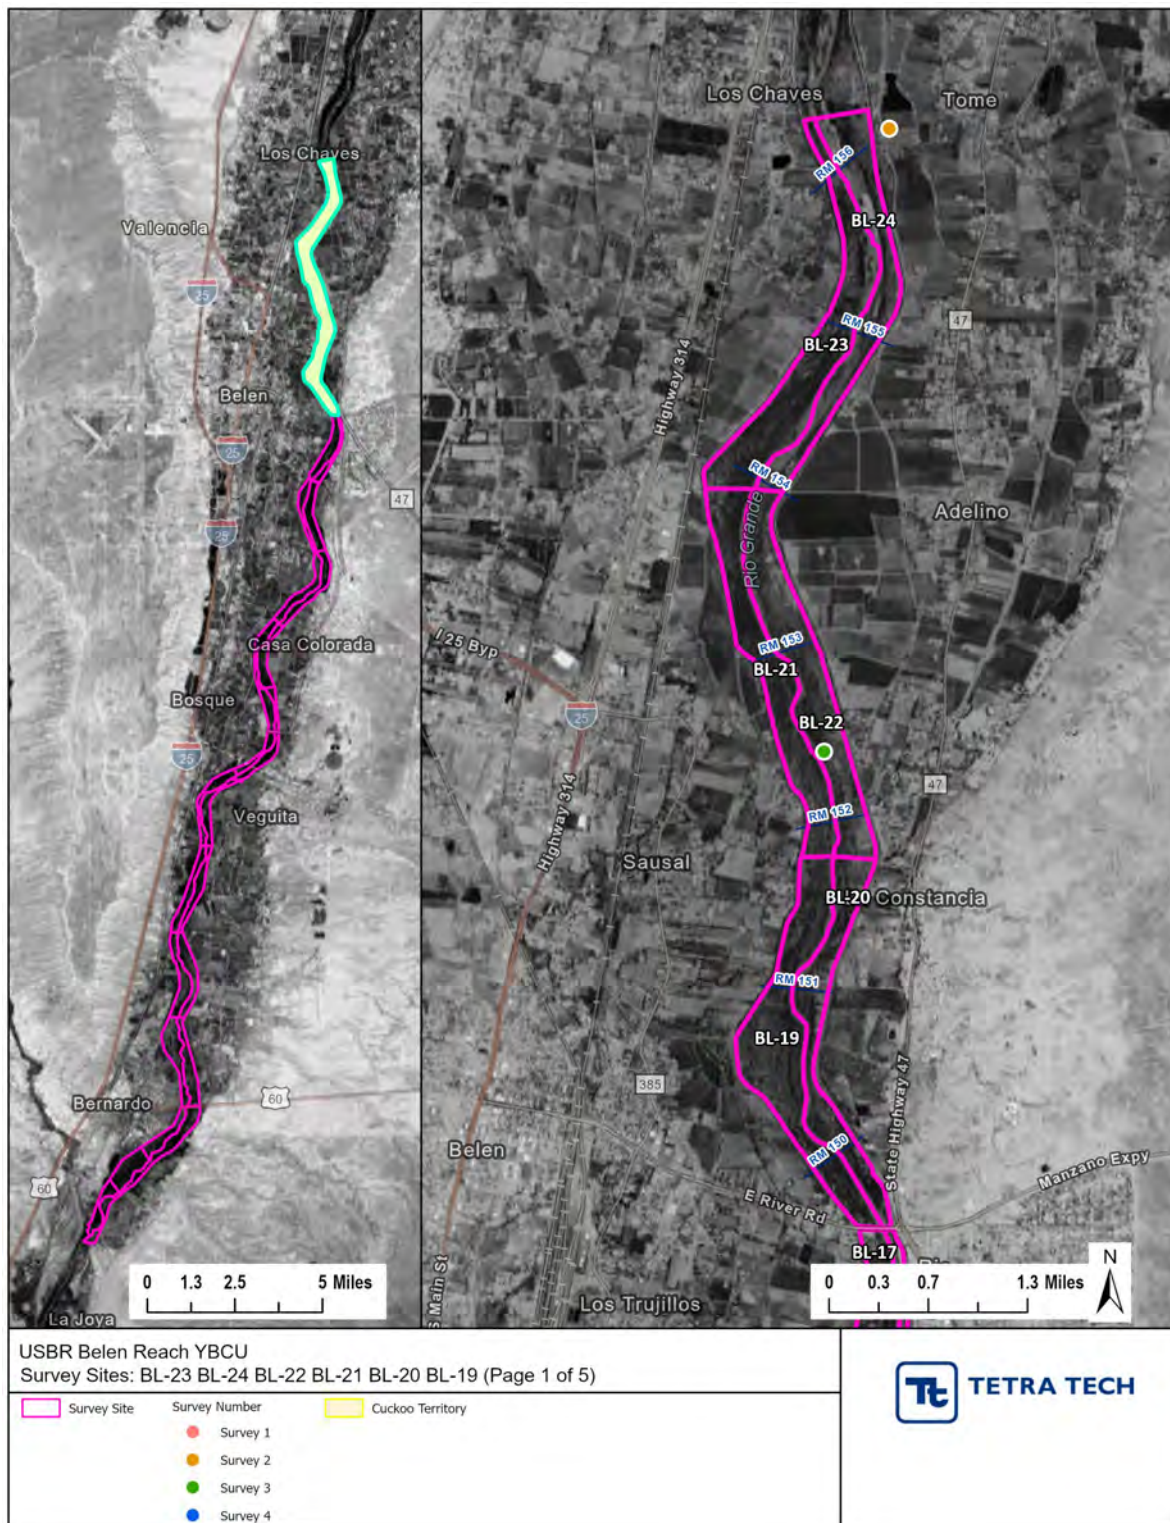 Los Chaves
Valencia
25
Belen
25
47
25
Casa Colorada
Bosque
25
Veguita
Bernardo
60
60
La Joya
0 1.3 2.5 5 Miles
Los Chaves
Tome
RM 156
BL-24
RM 155
47
BL-23
Highway 314
RM 154
Rio Grande
Adelino
I 25 Byp
RM 153
BL-21
25
BL-22
47
Highway 314
RM 152
Sausal
BL-20
Constancia
RM 151
BL-19
385
State Highway 47
Belen
RM 150
Manzano Expy
E River Rd
BL-17
N
S Main St
Los Trujillos
0 0.3 0.7 1.3 Miles
USBR Belen Reach YBCU
Survey Sites: BL-23 BL-24 BL-22 BL-21 BL-20 BL-19 (Page 1 of 5)
Survey Site
Survey Number
Cuckoo Territory
Survey 1
Survey 2
Survey 3
Survey 4
Tt
TETRA TECH